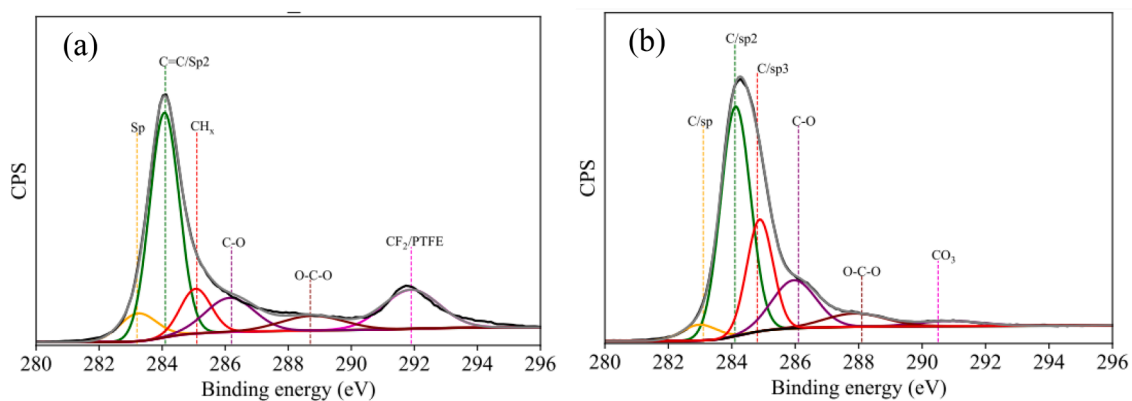 (a)
C=C/Sp2
Sp
CHx
C-O
O-C-O
CF2/PTFE
CPS
280 282 284 286 288 290 292 294 296
Binding energy (eV)
(b)
C/sp2
C/sp3
C/sp
C-O
O-C-O
CO3
CPS
280 282 284 286 288 290 292 294 296
Binding energy (eV)